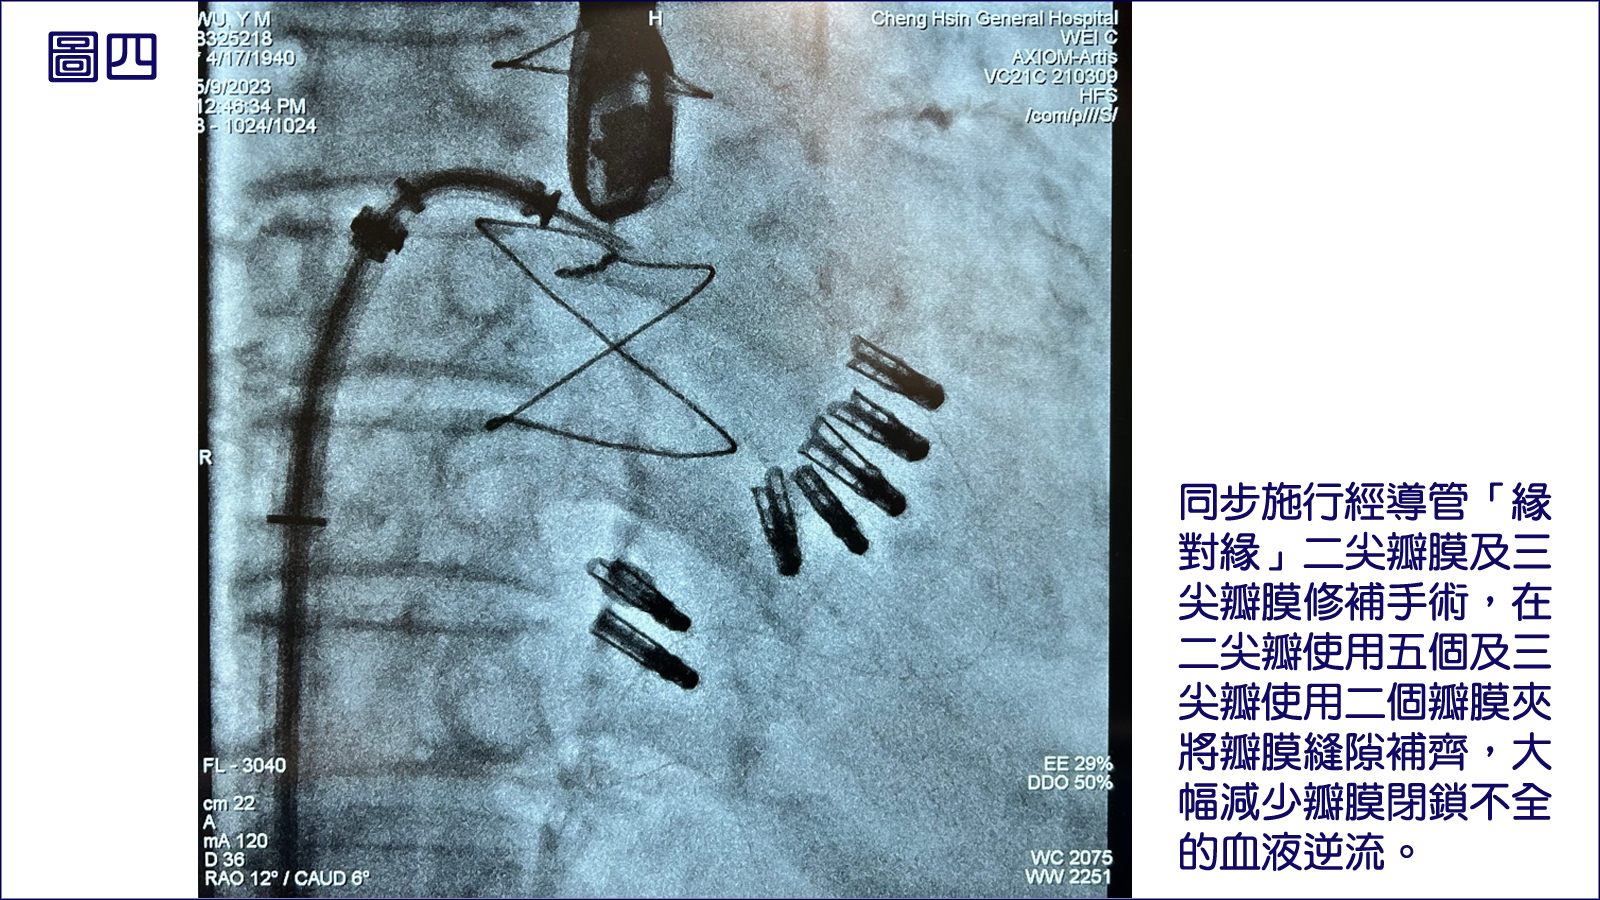 圖四
WU, Y M
3325218
* 4/17/1940
5/9/2023
12:46:34 PM
3 - 1024/1024
H
Cheng Hsin General Hospital
WEI C
AXIOM-Artis
VC21C 210309
HFS
/com/p///S/
R
FL - 3040
cm 22
A
mA 120
D 36
RAO 12° / CAUD 6°
EE 29%
DDO 50%
WC 2075
WW 2251
同步施行經導管「緣
對緣」二尖瓣膜及三
尖瓣膜修補手術，在
二尖瓣使用五個及三
尖瓣使用二個瓣膜夾
將瓣膜縫隙補齊，大
幅減少瓣膜閉鎖不全
的血液逆流。